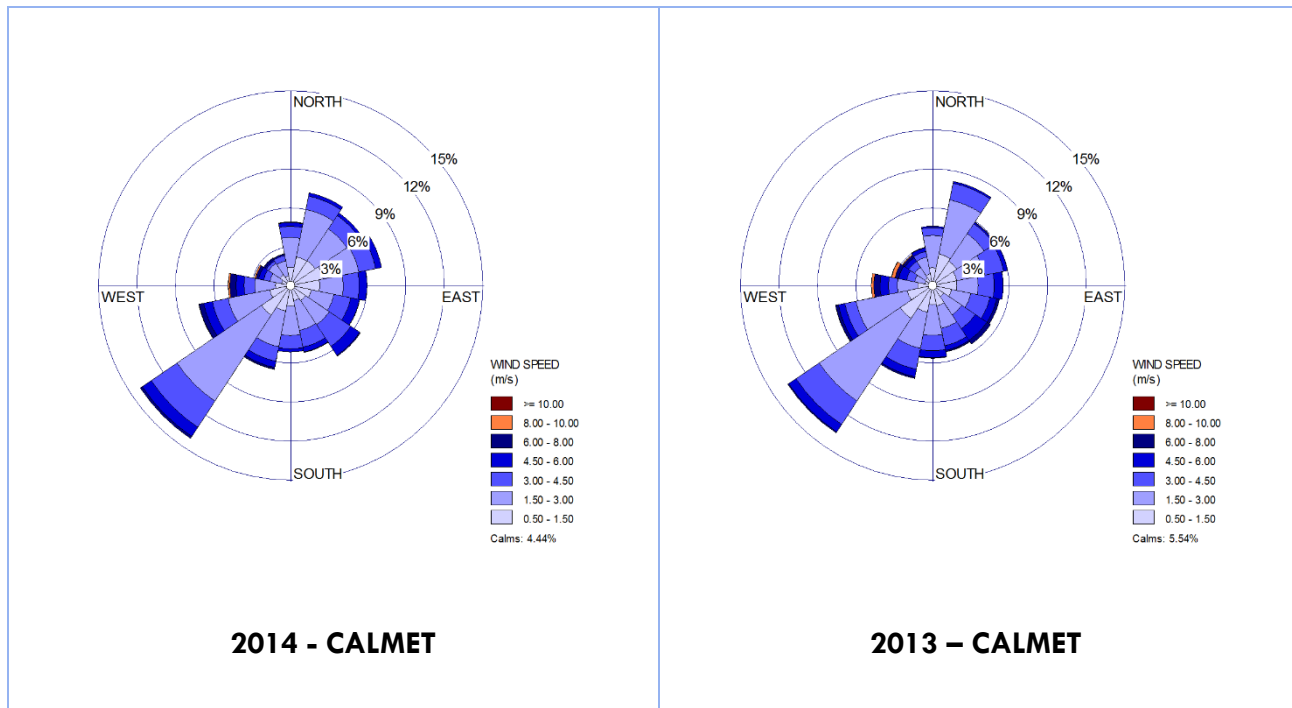 NORTH
15%
12%
9%
6%
3%
WEST
EAST
SOUTH
WIND SPEED
(m/s)
>= 10.00
8.00 - 10.00
6.00 - 8.00
4.50 - 6.00
3.00 - 4.50
1.50 - 3.00
0.50 - 1.50
Calms: 4.44%
2014 - CALMET
NORTH
15%
12%
9%
6%
3%
WEST
EAST
SOUTH
WIND SPEED
(m/s)
>= 10.00
8.00 - 10.00
6.00 - 8.00
4.50 - 6.00
3.00 - 4.50
1.50 - 3.00
0.50 - 1.50
Calms: 5.54%
2013 – CALMET